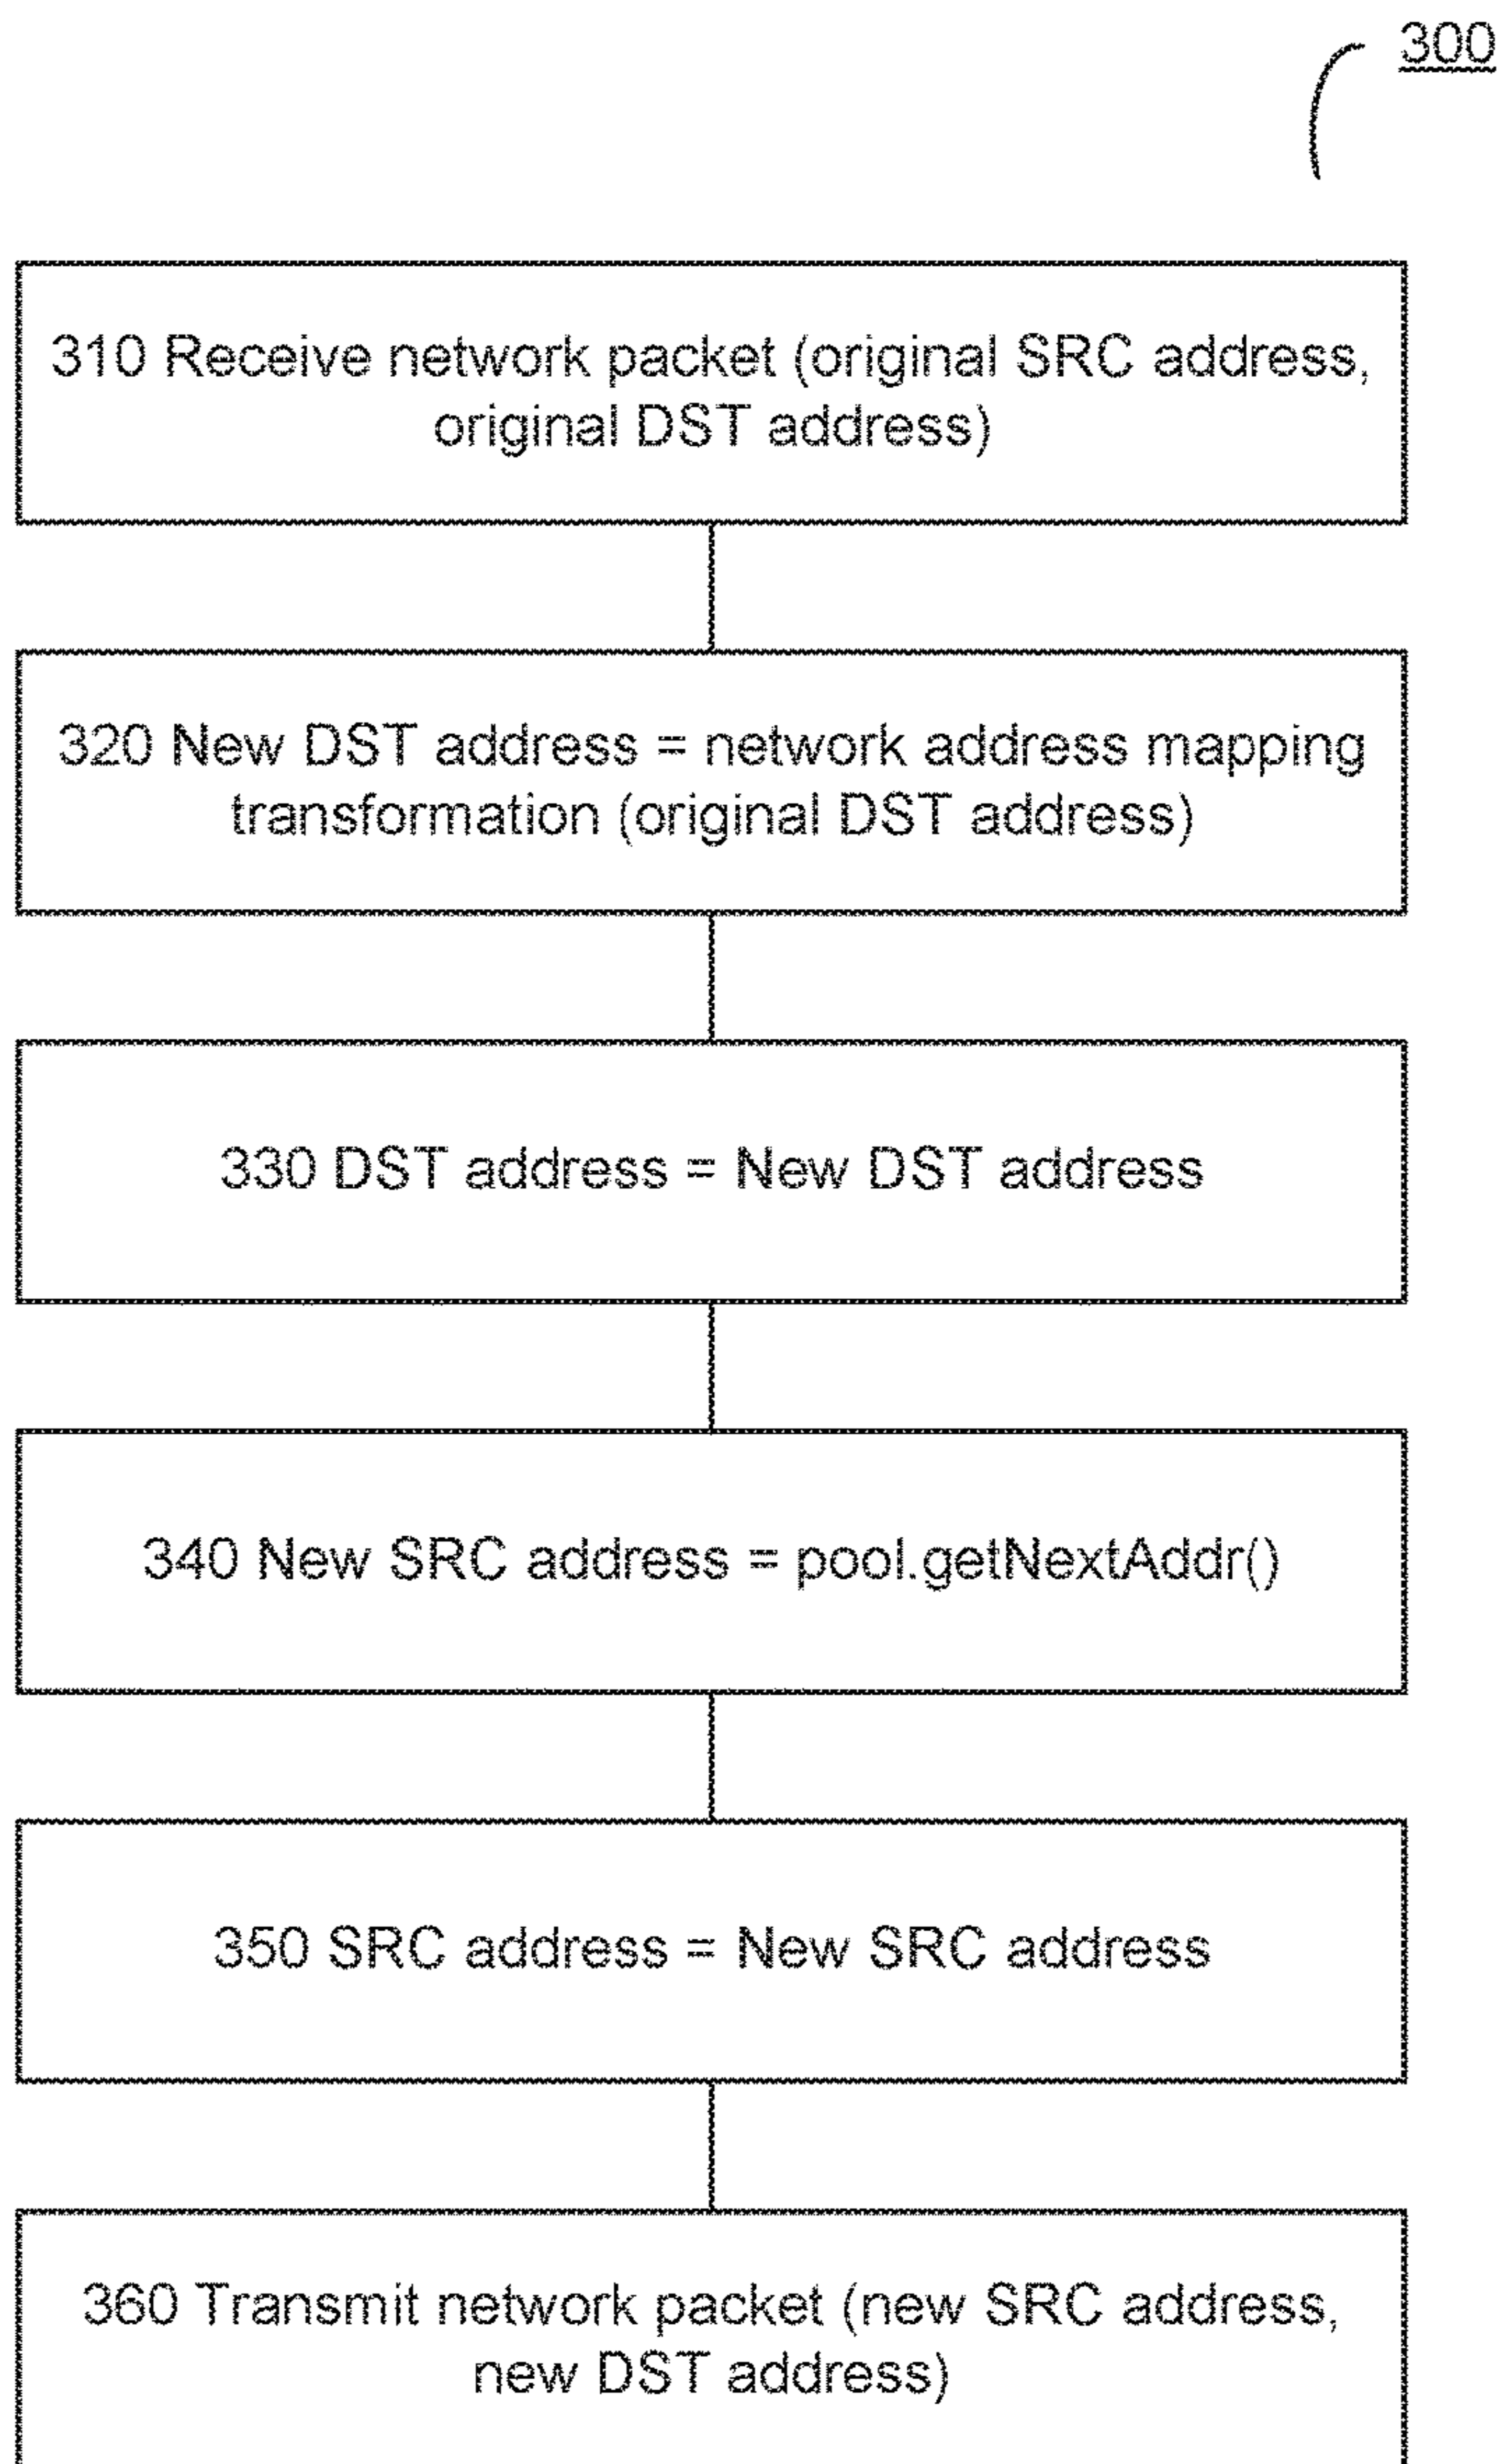 300
310 Receive network packet (original SRC address,
original DST address)
320 New DST address = network address mapping
transformation (original DST address)
330 DST address = New DST address
340 New SRC address = pool.getNextAddr()
350 SRC address = New SRC address
360 Transmit network packet (new SRC address,
new DST address)